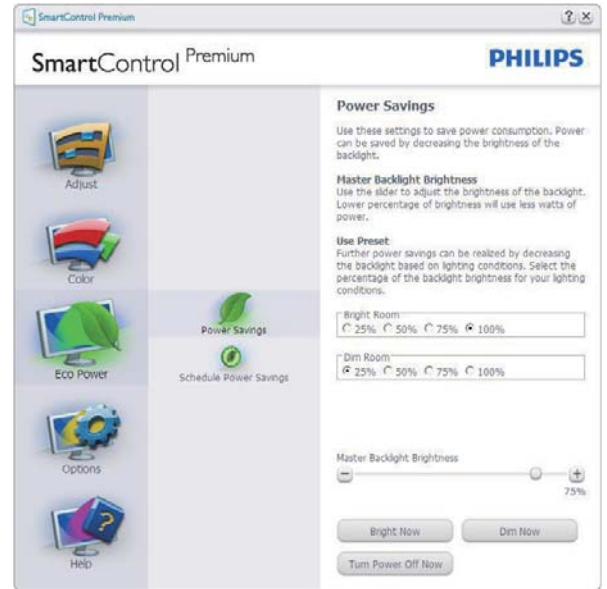 SmartControl Premium
SmartControl Premium
PHILIPS
Adjust
Color
Eco Power
Options
Help
Power Savings
Schedule Power Savings
Power Savings
Use these settings to save power consumption. Power
can be saved by decreasing the brightness of the
backlight.
Master Backlight Brightness
Use the slider to adjust the brightness of the backlight.
Lower percentage of brightness will use less watts of
power.
Use Preset
Further power savings can be realized by decreasing
the backlight based on lighting conditions. Select the
percentage of the backlight brightness for your lighting
conditions.
Bright Room
25% 50% 75% 100%
Dim Room
25% 50% 75% 100%
Master Backlight Brightness
75%
Bright Now
Dim Now
Turn Power Off Now